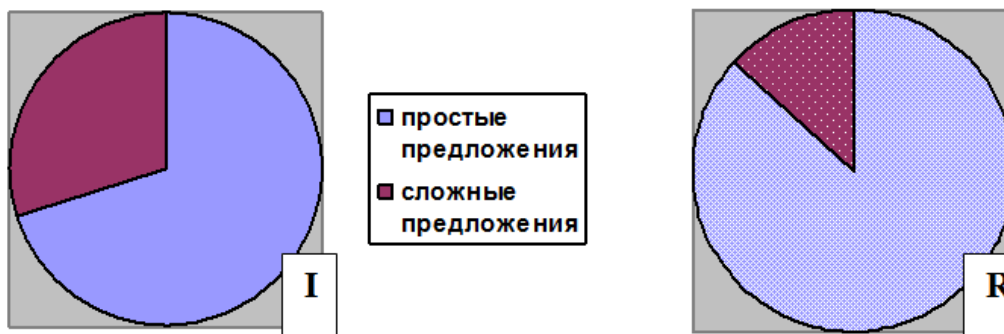 простые
предложения
сложные
предложения
I
R